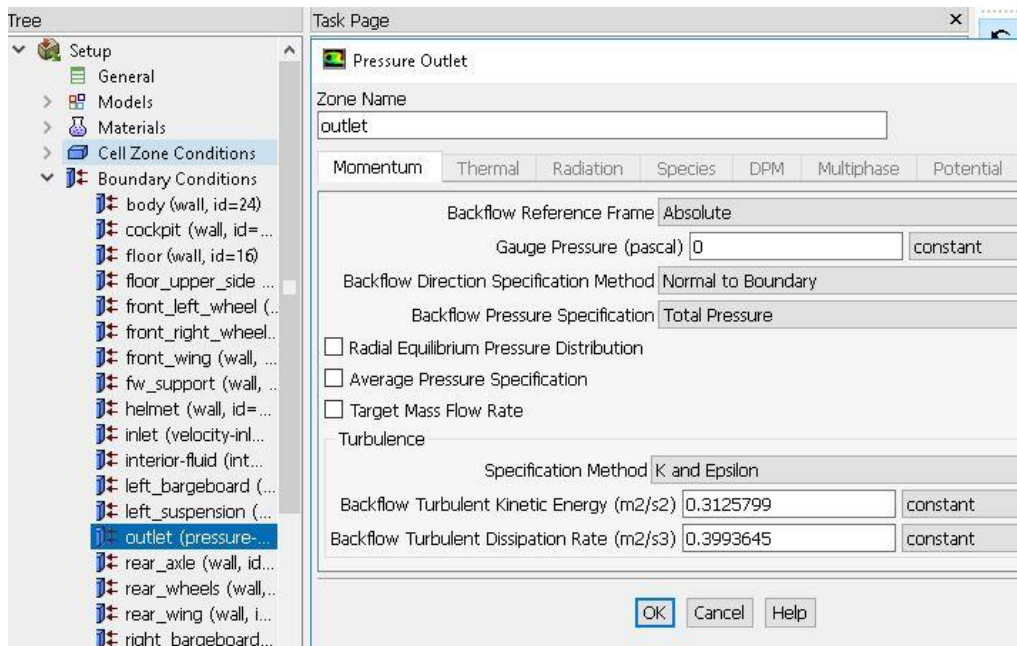 Tree
Setup
General
Models
Materials
Cell Zone Conditions
Boundary Conditions
body (wall, id=24)
cockpit (wall, id=...
floor (wall, id=16)
floor_upper_side ...
front_left_wheel (..
front_right_wheel..
front_wing (wall, ...
fw_support (wall, ..
helmet (wall, id=...
inlet (velocity-inl...
interior-fluid (int...
left_bargeboard (...
left_suspension (...
outlet (pressure-...
rear_axle (wall, id...
rear_wheels (wall,..
rear_wing (wall, i...
right_bargeboard...
Task Page
Pressure Outlet
Zone Name
outlet
Momentum Thermal Radiation Species DPM Multiphase Potential
Backflow Reference Frame Absolute
Gauge Pressure (pascal) 0 constant
Backflow Direction Specification Method Normal to Boundary
Backflow Pressure Specification Total Pressure
Radial Equilibrium Pressure Distribution
Average Pressure Specification
Target Mass Flow Rate
Turbulence
Specification Method K and Epsilon
Backflow Turbulent Kinetic Energy (m2/s2) 0.3125799 constant
Backflow Turbulent Dissipation Rate (m2/s3) 0.3993645 constant
OK Cancel Help